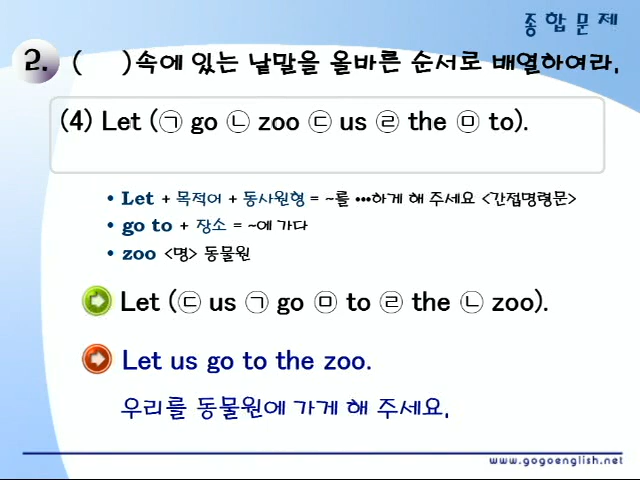 종합문제
2. (    )속에 있는 낱말을 올바른 순서로 배열하여라.
(4) Let (㉠ go ㉡ zoo ㉢ us ㉣ the ㉤ to).
• Let + 목적어 + 동사원형 = ~를 •••하게 해 주세요 <간접명령문>
• go to + 장소 = ~에 가다
• zoo <명> 동물원
Let (㉢ us ㉠ go ㉤ to ㉣ the ㉡ zoo).
Let us go to the zoo.
우리를 동물원에 가게 해 주세요.
www.gogoenglish.net